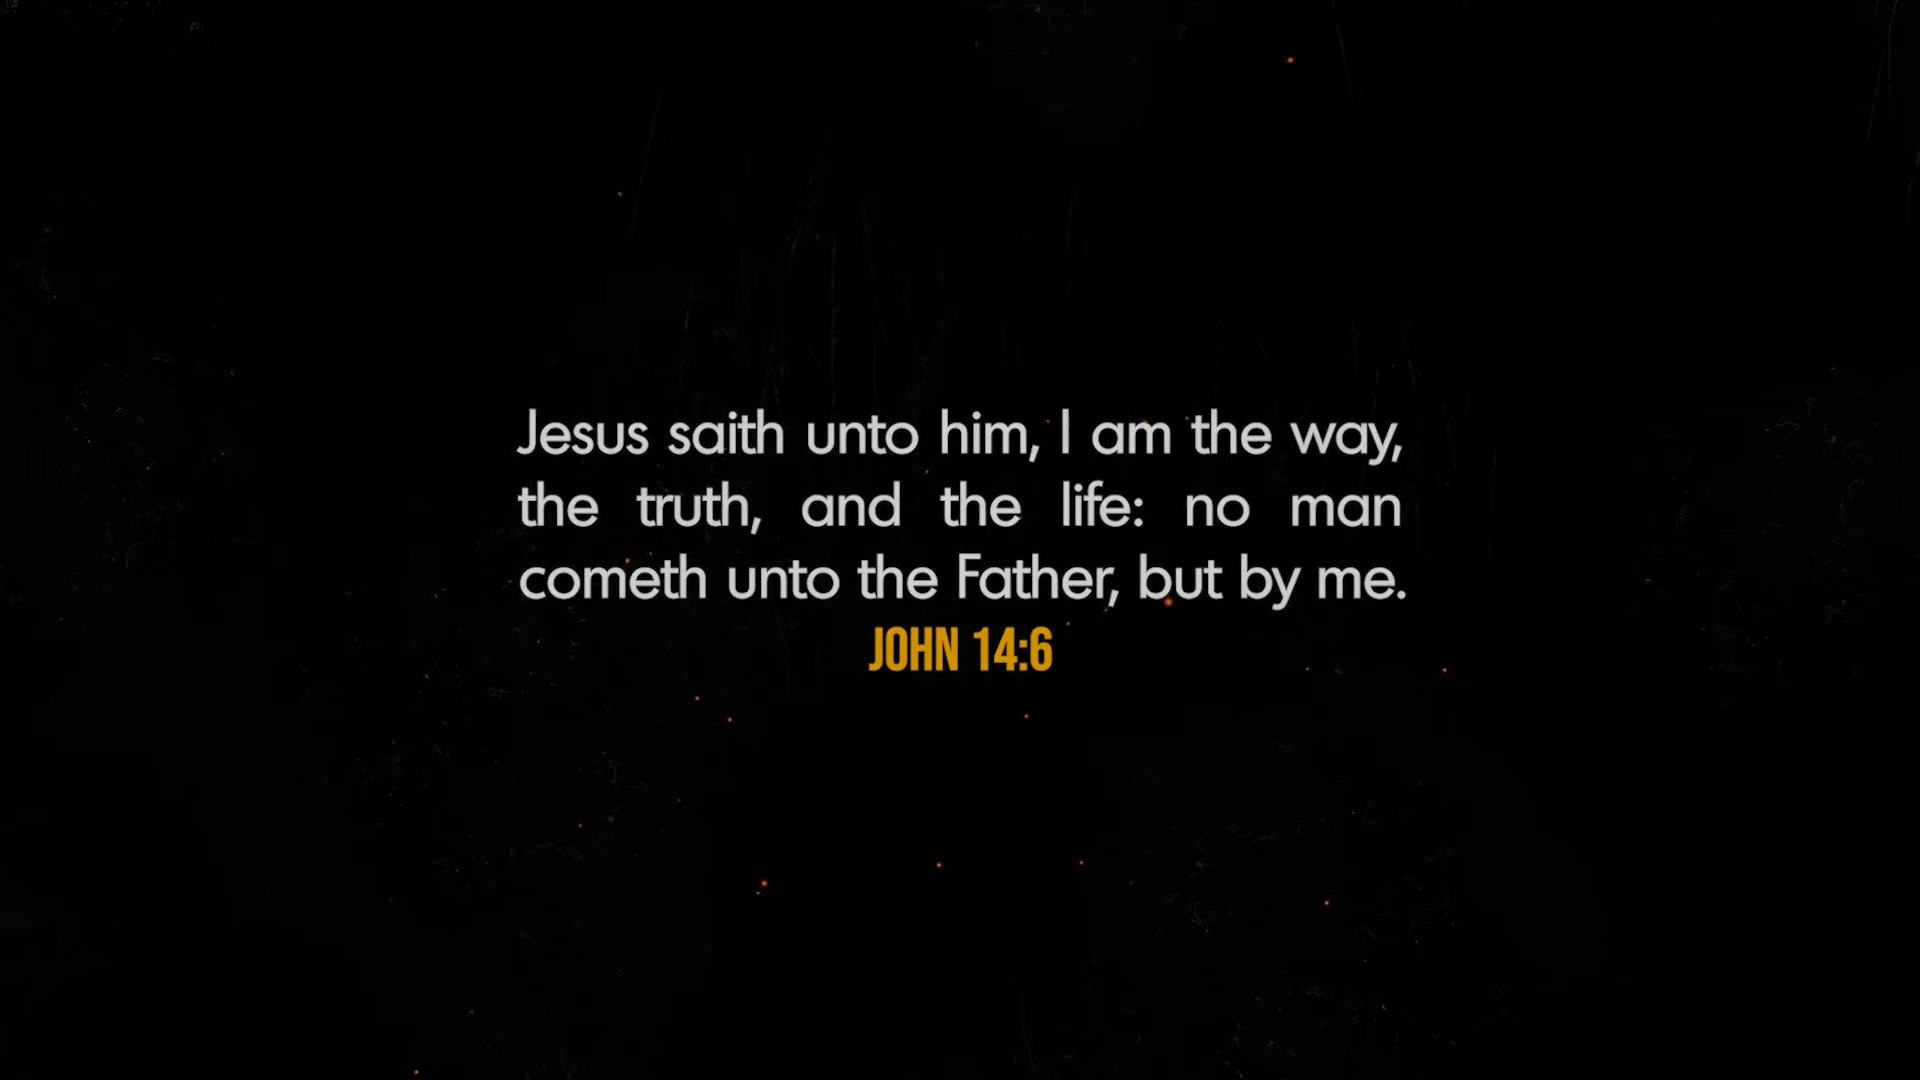 Jesus saith unto him, I am the way,
the truth, and the life: no man
cometh unto the Father, but by me.
JOHN 14:6